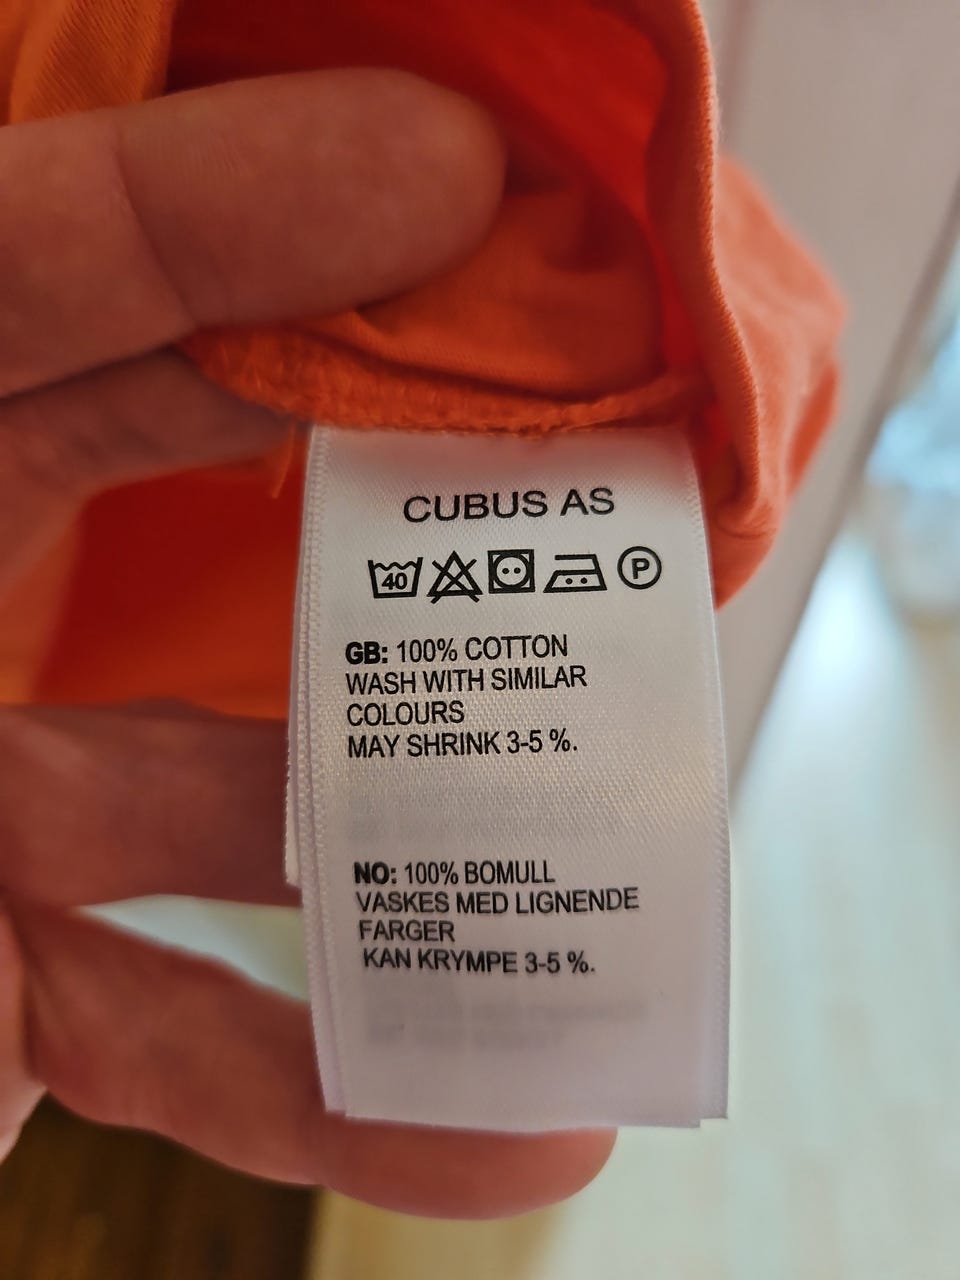 CUBUS AS
40 P
GB: 100% COTTON
WASH WITH SIMILAR
COLOURS
MAY SHRINK 3-5 %.
NO: 100% BOMULL
VASKES MED LIGNENDE
FARGER
KAN KRYMPE 3-5 %.